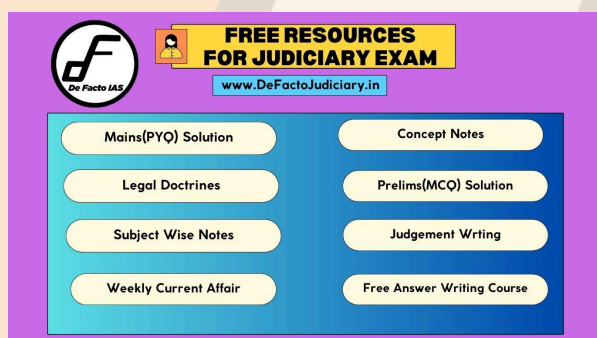 De Facto IAS
FREE RESOURCES
FOR JUDICIARY EXAM
www.DeFactoJudiciary.in
Mains(PYQ) Solution
Concept Notes
Legal Doctrines
Prelims(MCQ) Solution
Subject Wise Notes
Judgement Wrting
Weekly Current Affair
Free Answer Writing Course